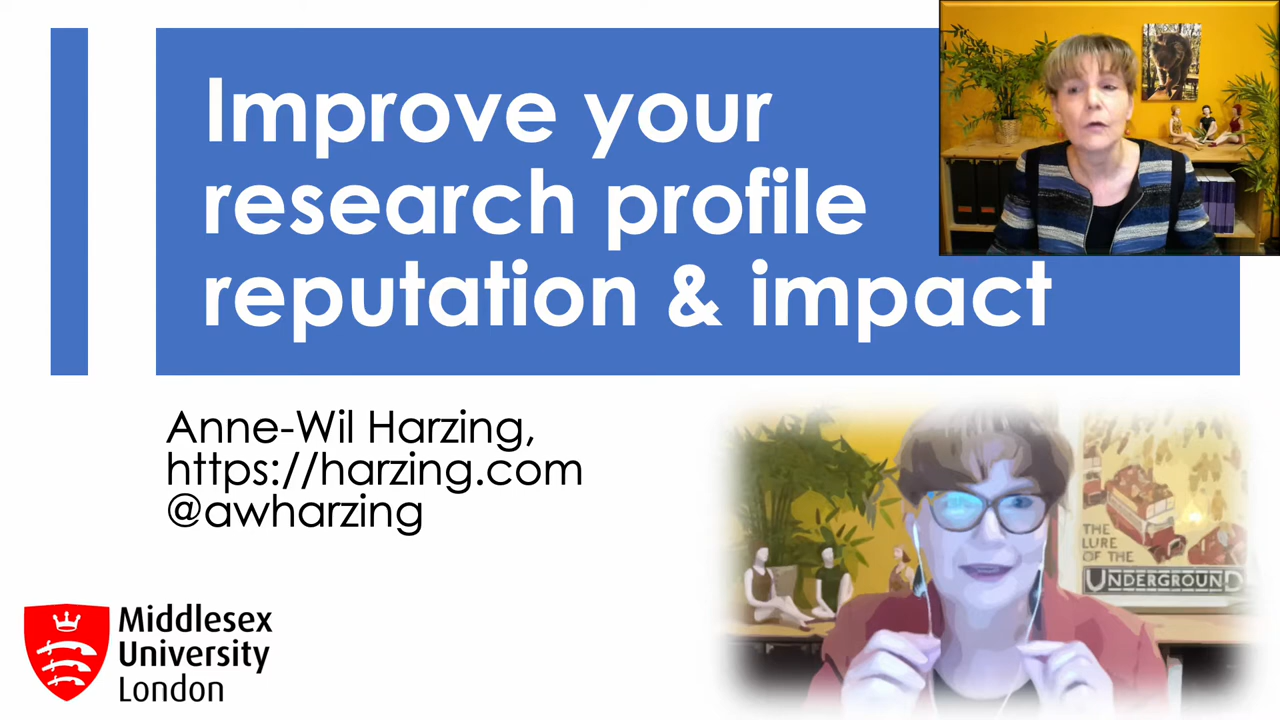 Improve your
research profile
reputation & impact
Anne-Wil Harzing,
https://harzing.com
@awharzing
THE
LURE
OF THE
UNDERGROUND
Middlesex
University
London